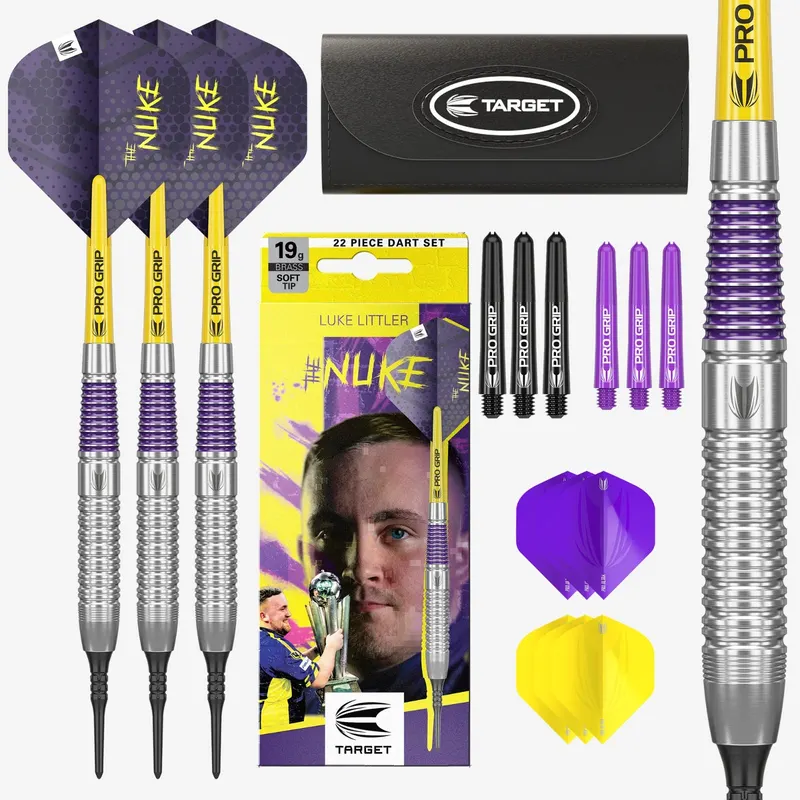 THE NUKE
THE NUKE
THE NUKE
PRO GRIP
PRO GRIP
PRO GRIP
TARGET
19g
BRASS
SOFT
TIP
22 PIECE DART SET
LUKE LITTLER
THE NUKE
THE NUKE
PRO GRIP
TARGET
PRO GRIP
PRO GRIP
PRO GRIP
PRO GRIP
PRO GRIP
PRO GRIP
PRO